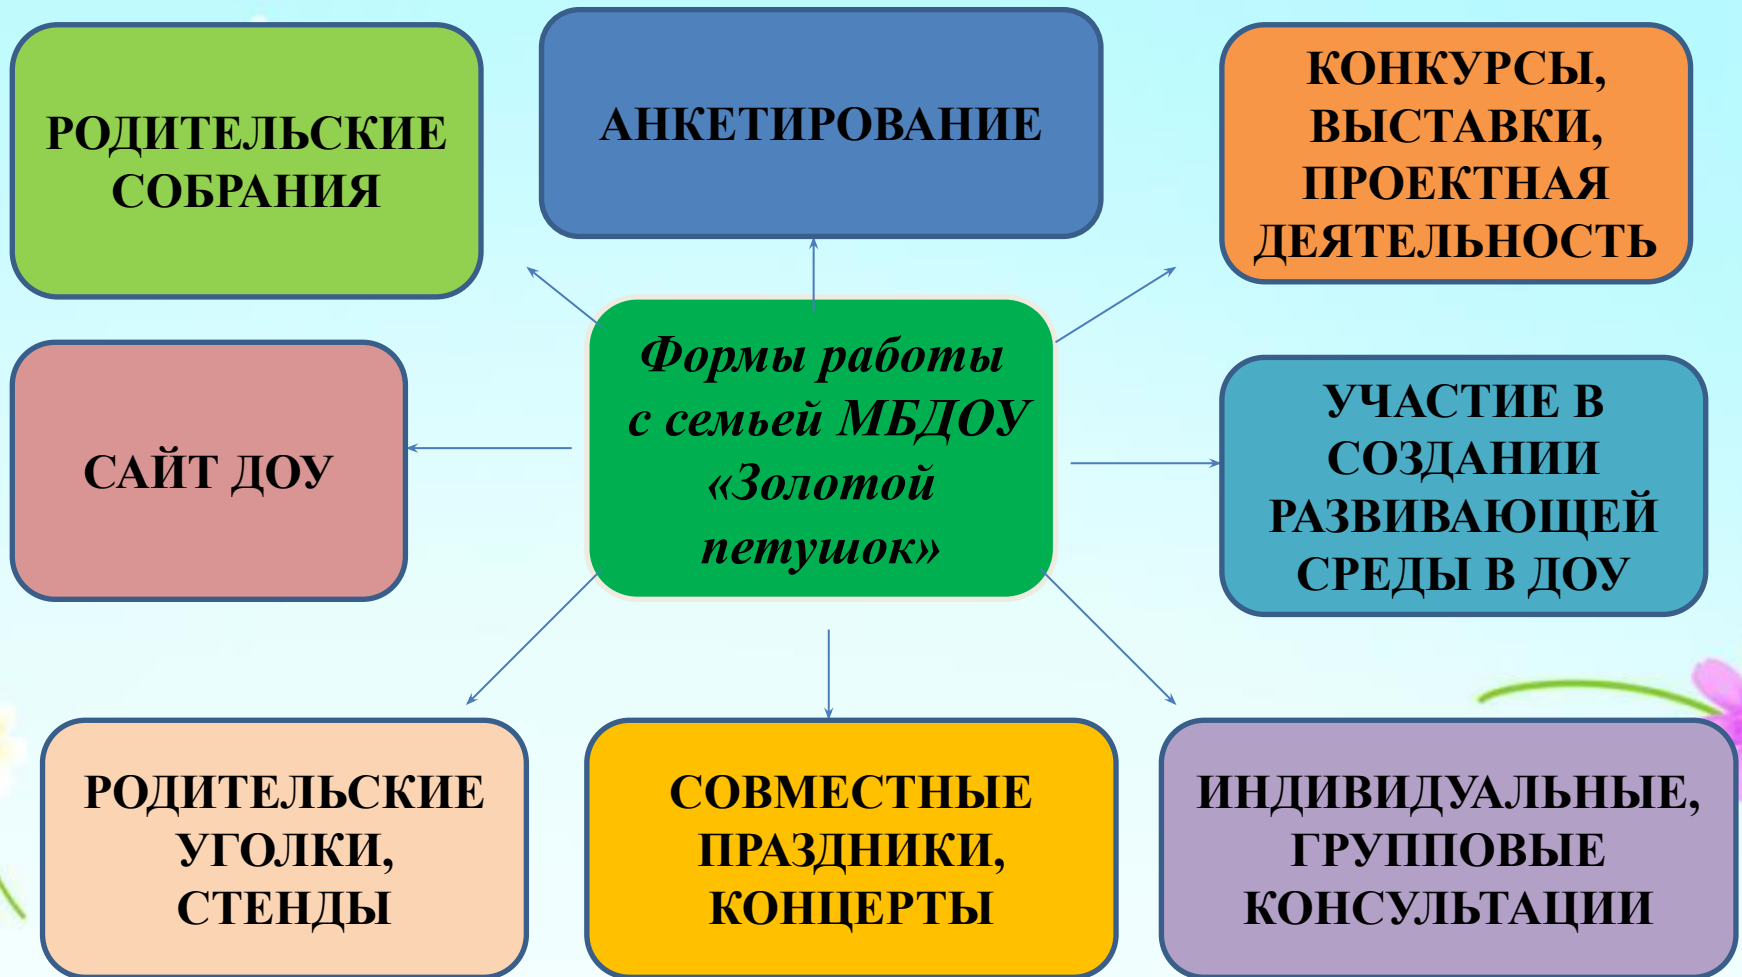 РОДИТЕЛЬСКИЕ
СОБРАНИЯ
АНКЕТИРОВАНИЕ
КОНКУРСЫ,
ВЫСТАВКИ,
ПРОЕКТНАЯ
ДЕЯТЕЛЬНОСТЬ
САЙТ ДОУ
Формы работы
с семьей МБДОУ
«Золотой
петушок»
УЧАСТИЕ В
СОЗДАНИИ
РАЗВИВАЮЩЕЙ
СРЕДЫ В ДОУ
РОДИТЕЛЬСКИЕ
УГОЛКИ,
СТЕНДЫ
СОВМЕСТНЫЕ
ПРАЗДНИКИ,
КОНЦЕРТЫ
ИНДИВИДУАЛЬНЫЕ,
ГРУППОВЫЕ
КОНСУЛЬТАЦИИ